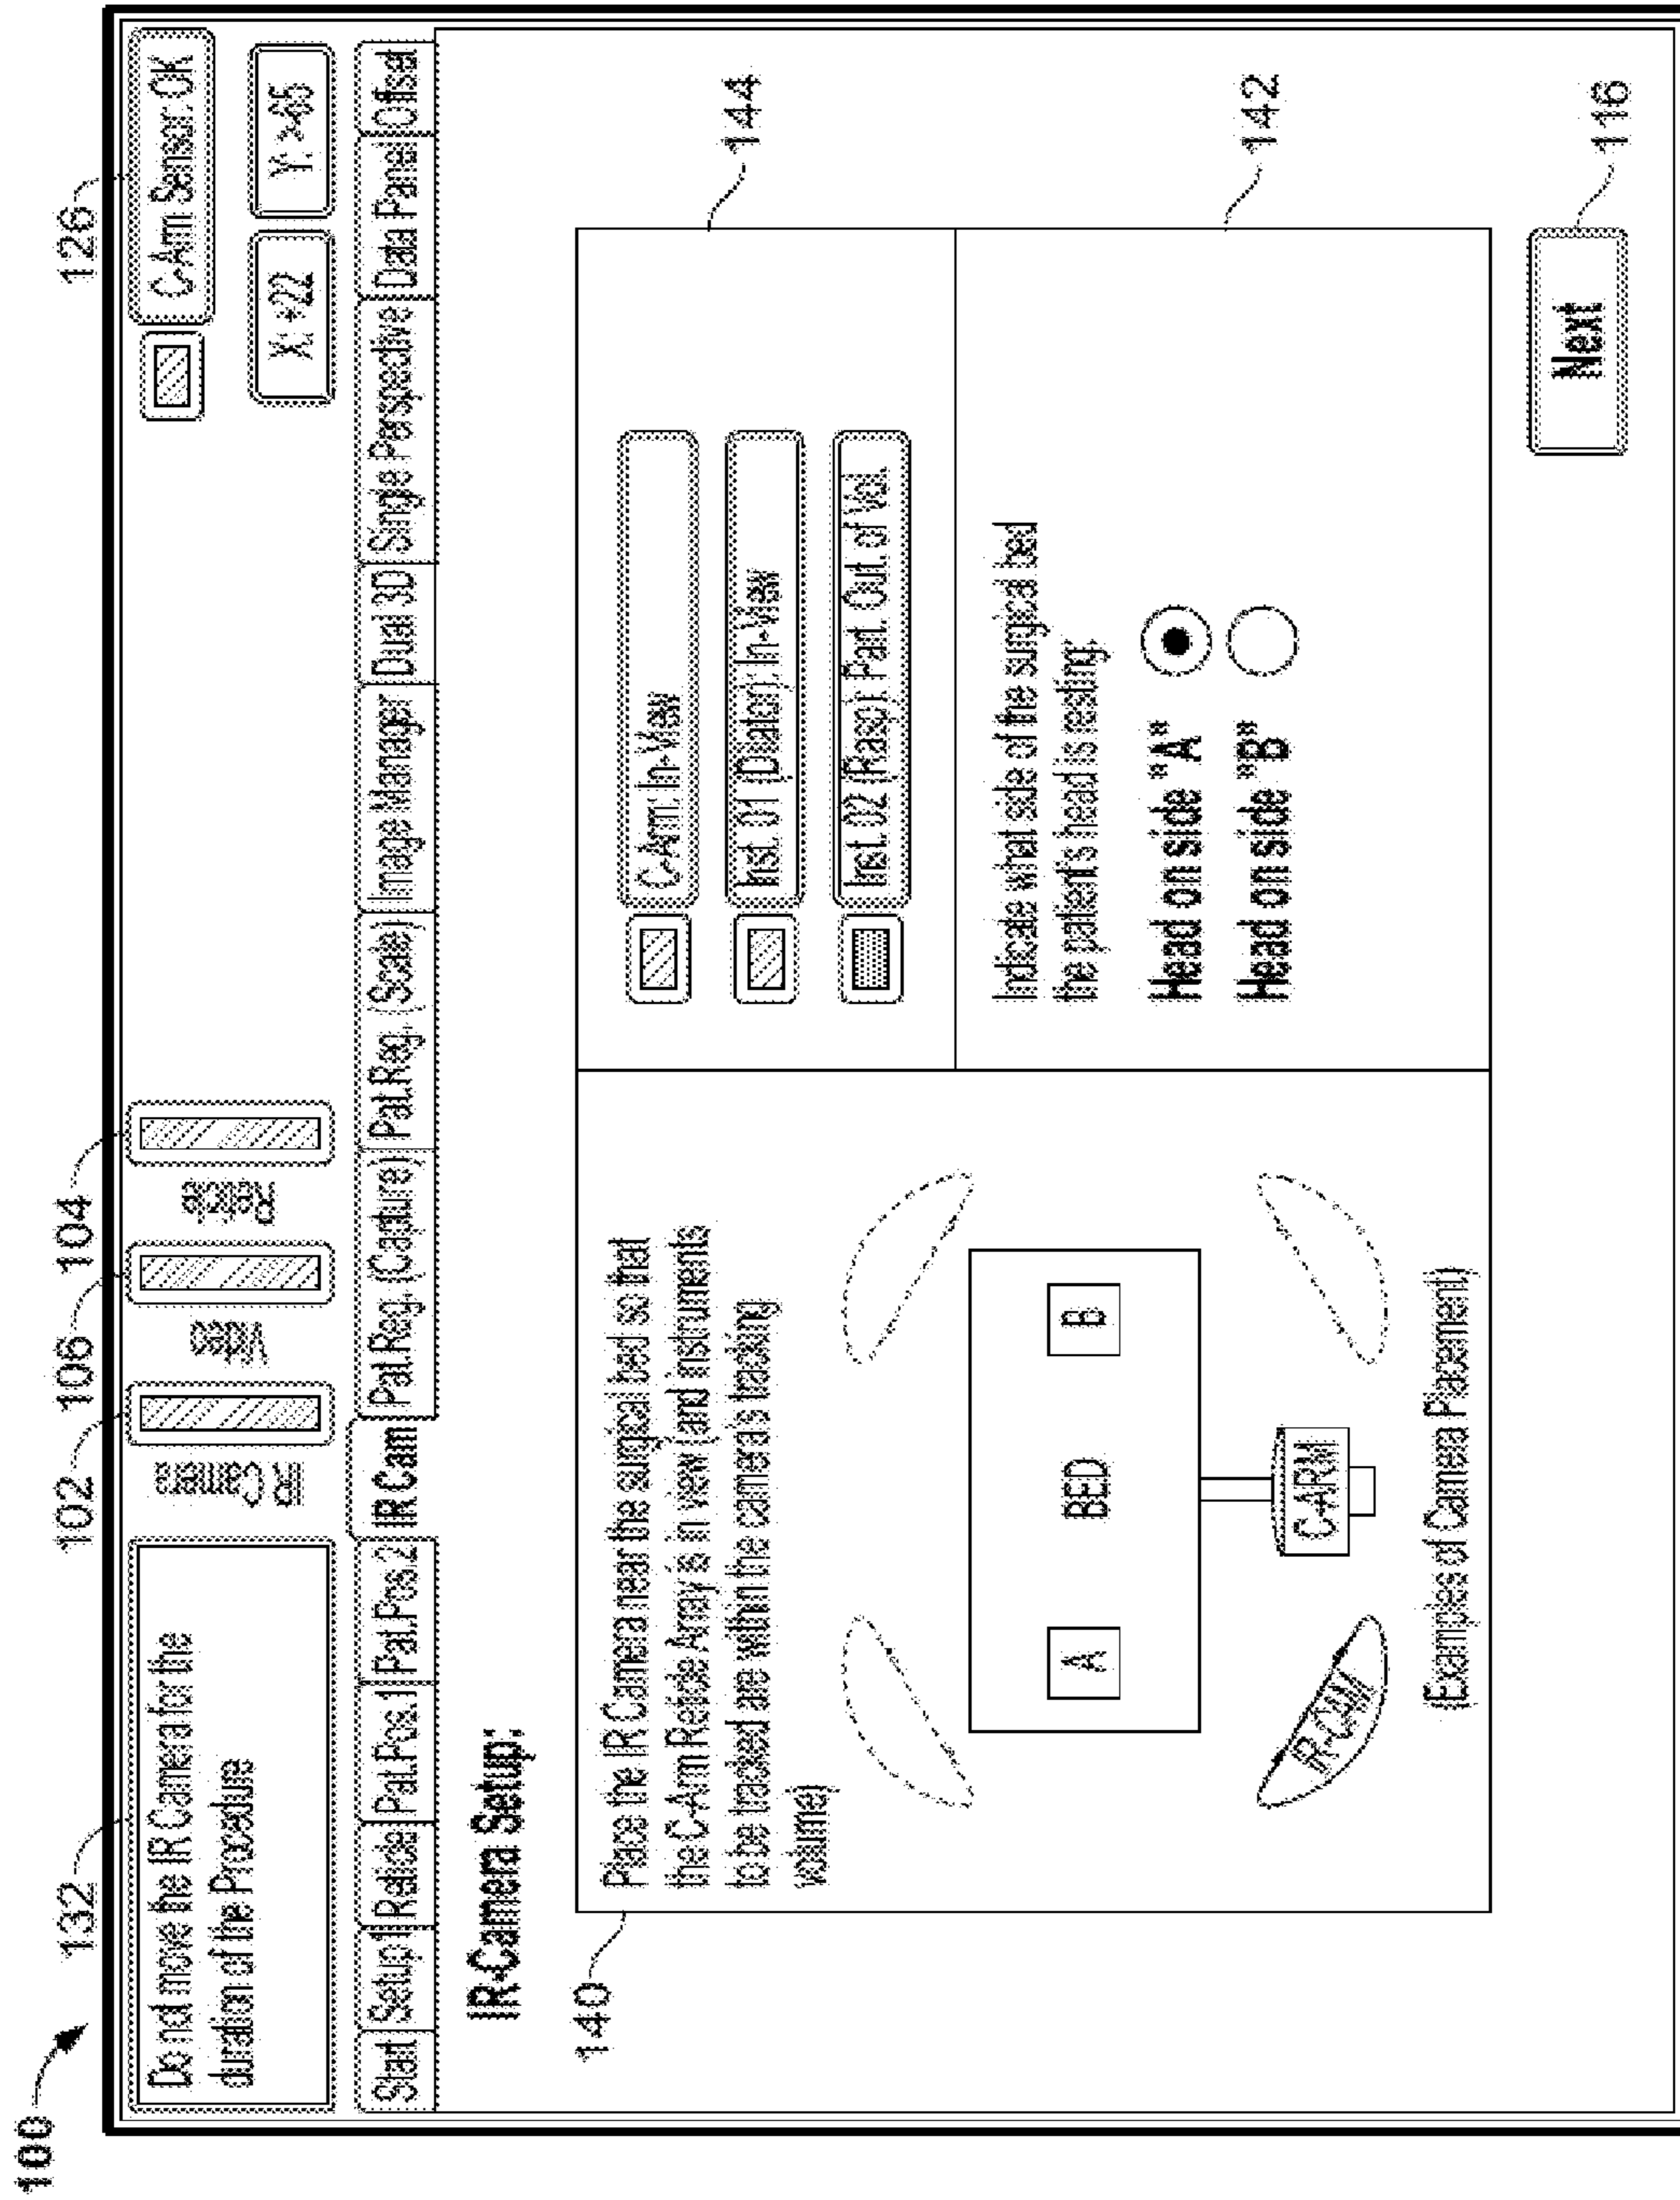 100
132
102
106
104
126
Do not move the IR Camera for the
duration of the Procedure
IR Camera
Video
Reticle
C-Arm Sensor: OK
X: +22
Start
Setup1
Reticle
Pat.Pos.1
Pat.Pos.2
IR Cam
Pat.Reg. (Capture)
Pat.Reg. (Scale)
Image Manager
Dual 3D
Single Perspective
Data Panel
Offset
IR-Camera Setup:
140
Place the IR Camera near the surgical bed so that
the C-Arm Reticle Array is in view (and instruments
to be tracked are within the camera's tracking
volume)
A
BED
B
IR-CAM
C-ARM
(Examples of Camera Placement)
C-Arm: In-View
Inst. 01 (Dilator): In-View
Inst. 02 (Rasp): Part. Out. of Vol.
144
Indicate what side of the surgical bed
the patient's head is resting.
Head on side "A"
Head on side "B"
142
Next
116